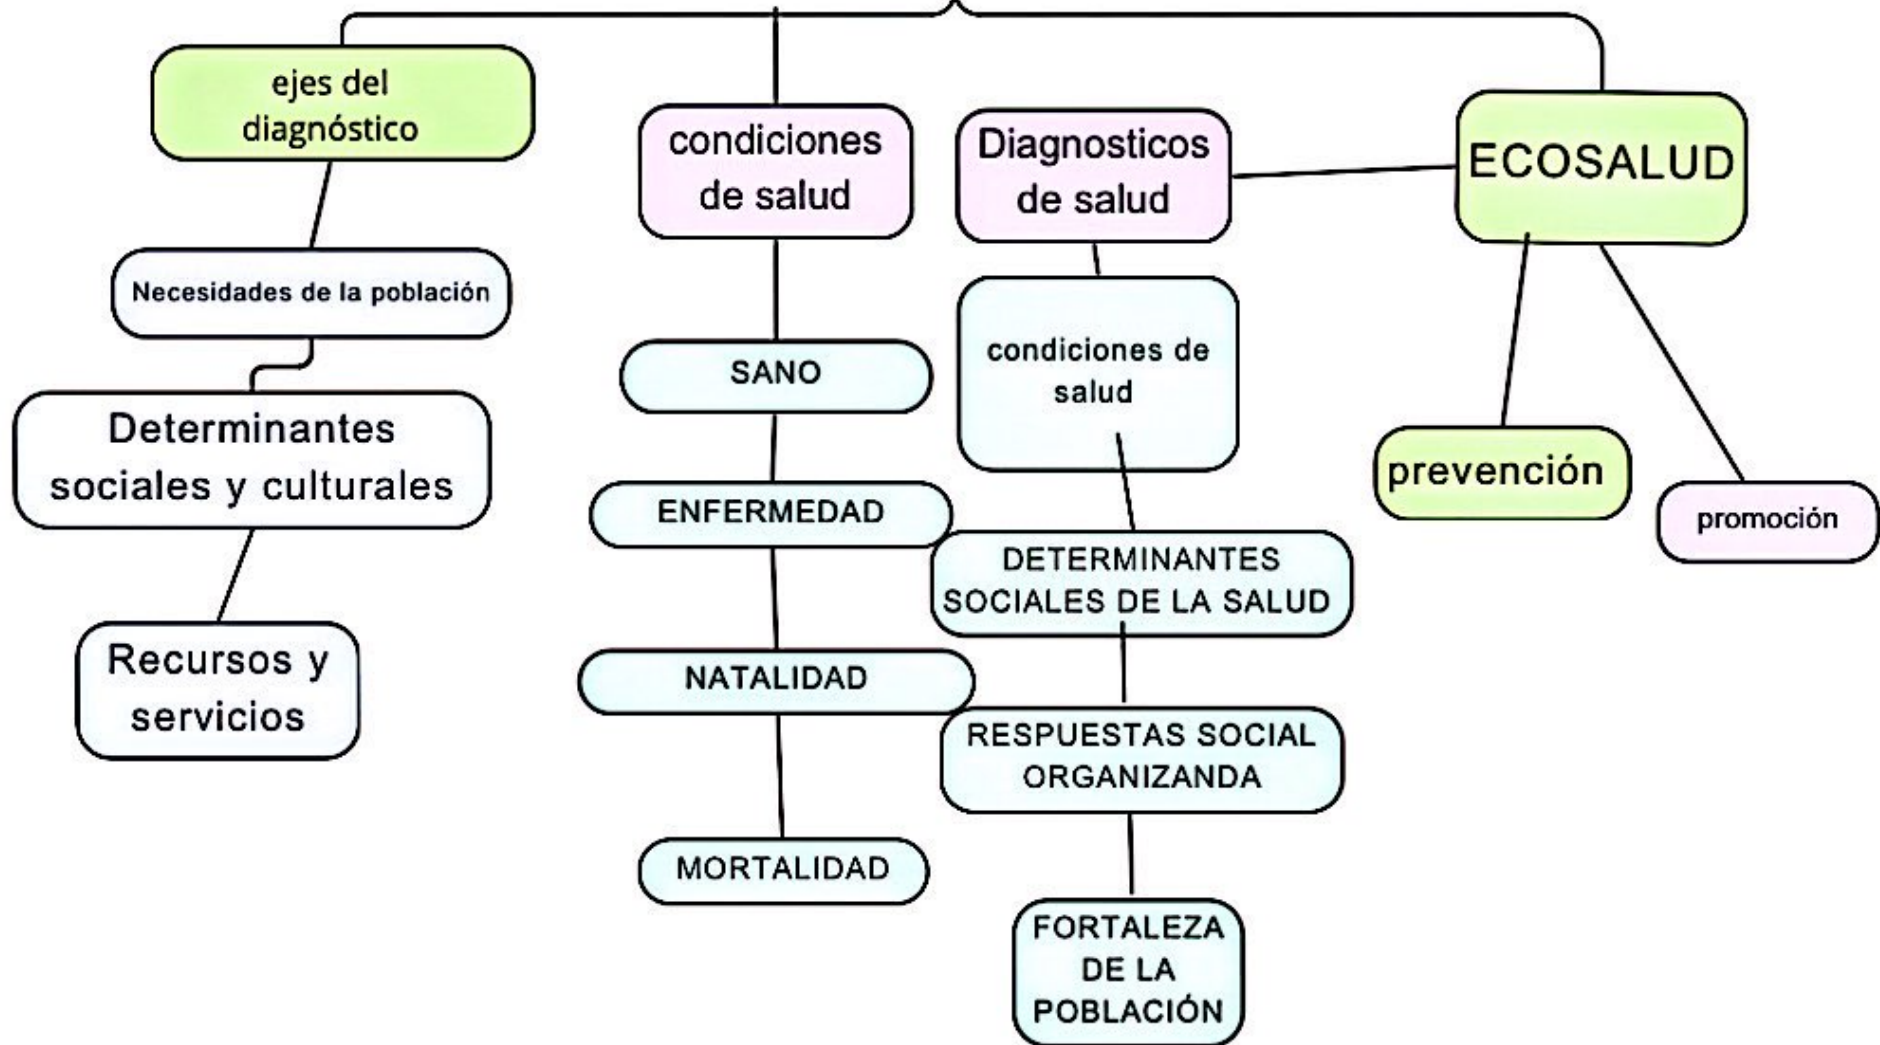 ejes del
diagnóstico
Necesidades de la población
Determinantes
sociales y culturales
Recursos y
servicios
condiciones
de salud
SANO
ENFERMEDAD
NATALIDAD
MORTALIDAD
Diagnosticos
de salud
condiciones de
salud
DETERMINANTES
SOCIALES DE LA SALUD
RESPUESTAS SOCIAL
ORGANIZANDA
FORTALEZA
DE LA
POBLACIÓN
ECOSALUD
prevención
promoción